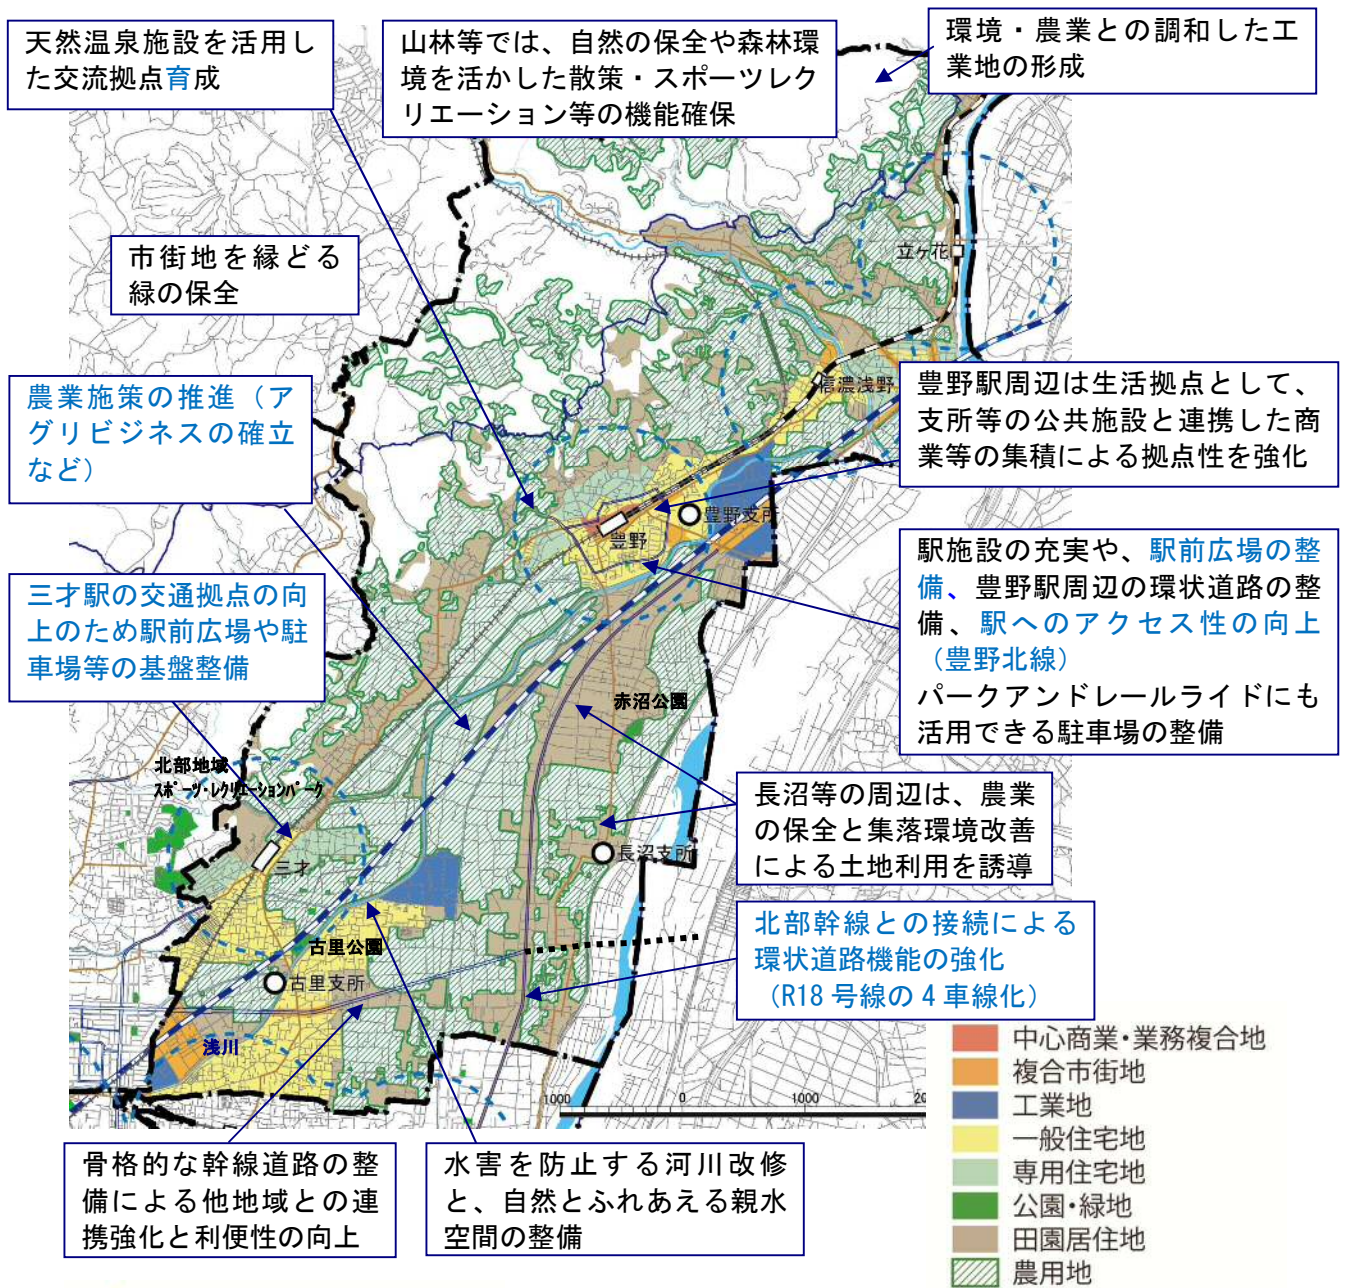 天然温泉施設を活用し
た交流拠点育成
山林等では、自然の保全や森林環
境を活かした散策・スポーツレク
リエーション等の機能確保
環境・農業との調和した工
業地の形成
市街地を縁どる
緑の保全
立ケ花
農業施策の推進（ア
グリビジネスの確立
など）
信濃浅野
豊野駅周辺は生活拠点として、
支所等の公共施設と連携した商
業等の集積による拠点性を強化
豊野支所
豊野
三才駅の交通拠点の向
上のため駅前広場や駐
車場等の基盤整備
駅施設の充実や、駅前広場の整
備、豊野駅周辺の環状道路の整
備、駅へのアクセス性の向上
（豊野北線）
パークアンドレールライドにも
活用できる駐車場の整備
赤沼公園
北部地域
スポーツ・レクリエーションパーク
長沼等の周辺は、農業
の保全と集落環境改善
による土地利用を誘導
長沼支所
三才
古里公園
古里支所
北部幹線との接続による
環状道路機能の強化
（R18号線の4車線化）
浅川
1000 0 1000 20
中心商業・業務複合地
複合市街地
工業地
一般住宅地
専用住宅地
公園・緑地
田園居住地
農用地
骨格的な幹線道路の整
備による他地域との連
携強化と利便性の向上
水害を防止する河川改修
と、自然とふれあえる親水
空間の整備